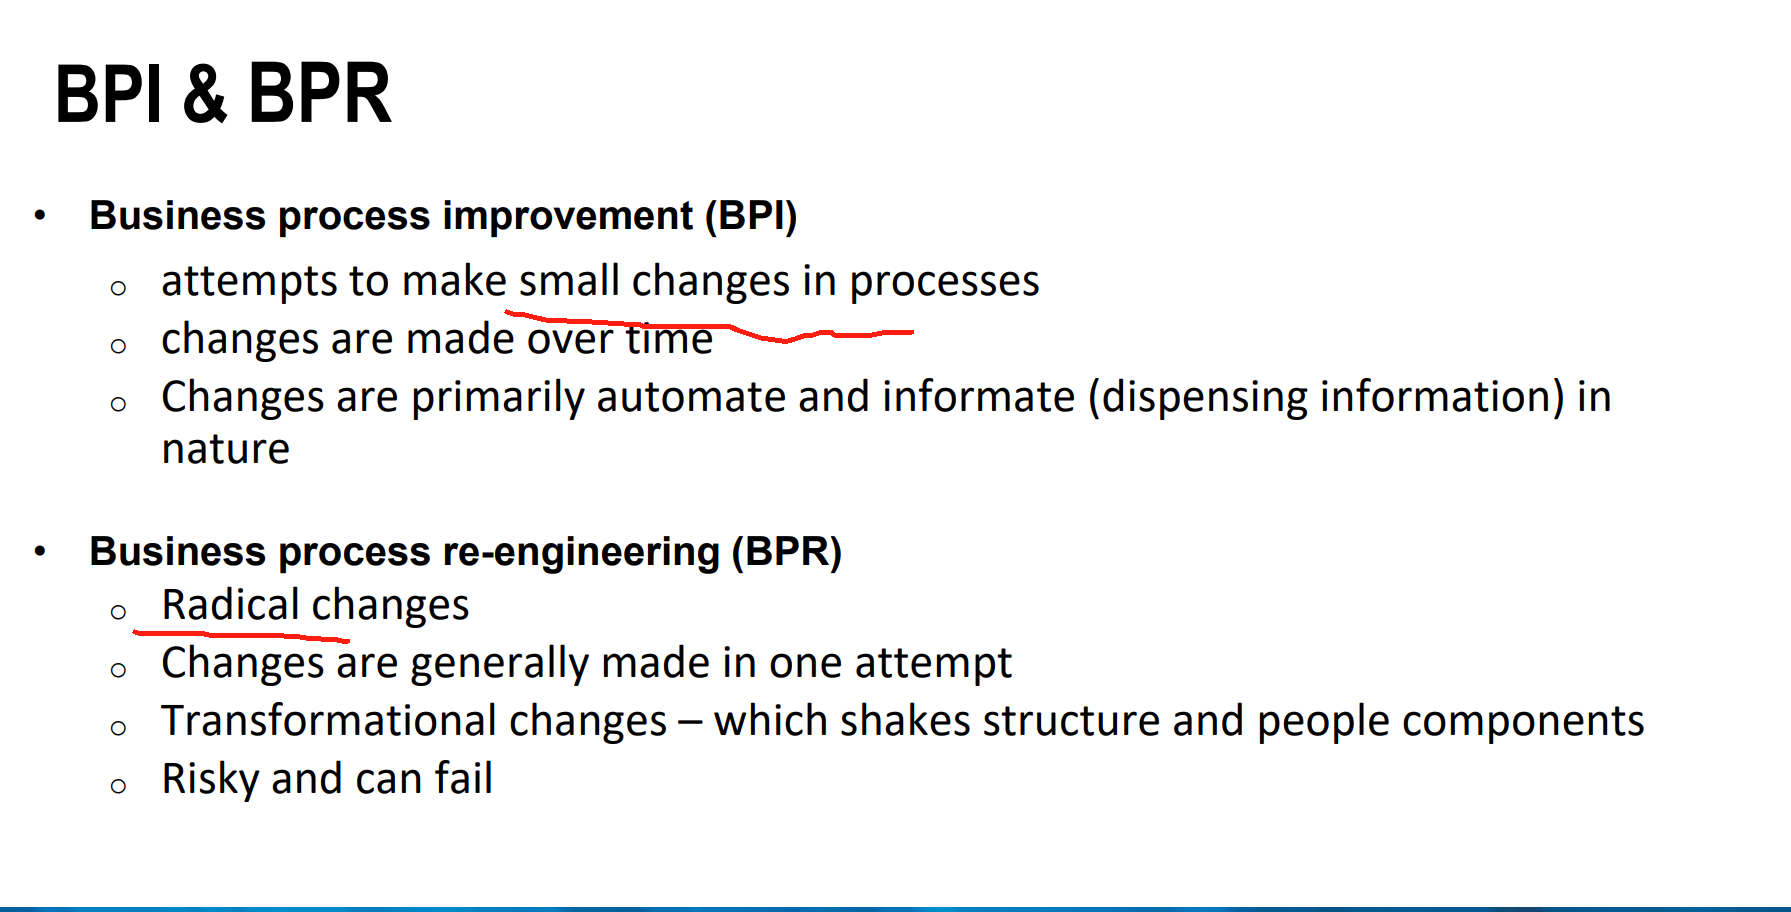 BPI & BPR
• Business process improvement (BPI)
○ attempts to make small changes in processes
○ changes are made over time
○ Changes are primarily automate and informate (dispensing information) in
nature
• Business process re-engineering (BPR)
○ Radical changes
○ Changes are generally made in one attempt
○ Transformational changes – which shakes structure and people components
○ Risky and can fail